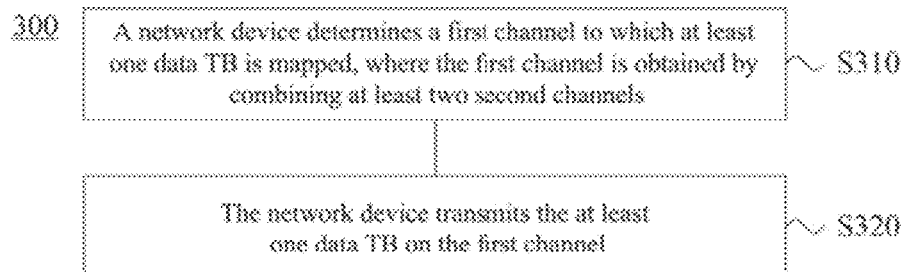 300
A network device determines a first channel to which at least
one data TB is mapped, where the first channel is obtained by
combining at least two second channels
S310
The network device transmits the at least
one data TB on the first channel
S320